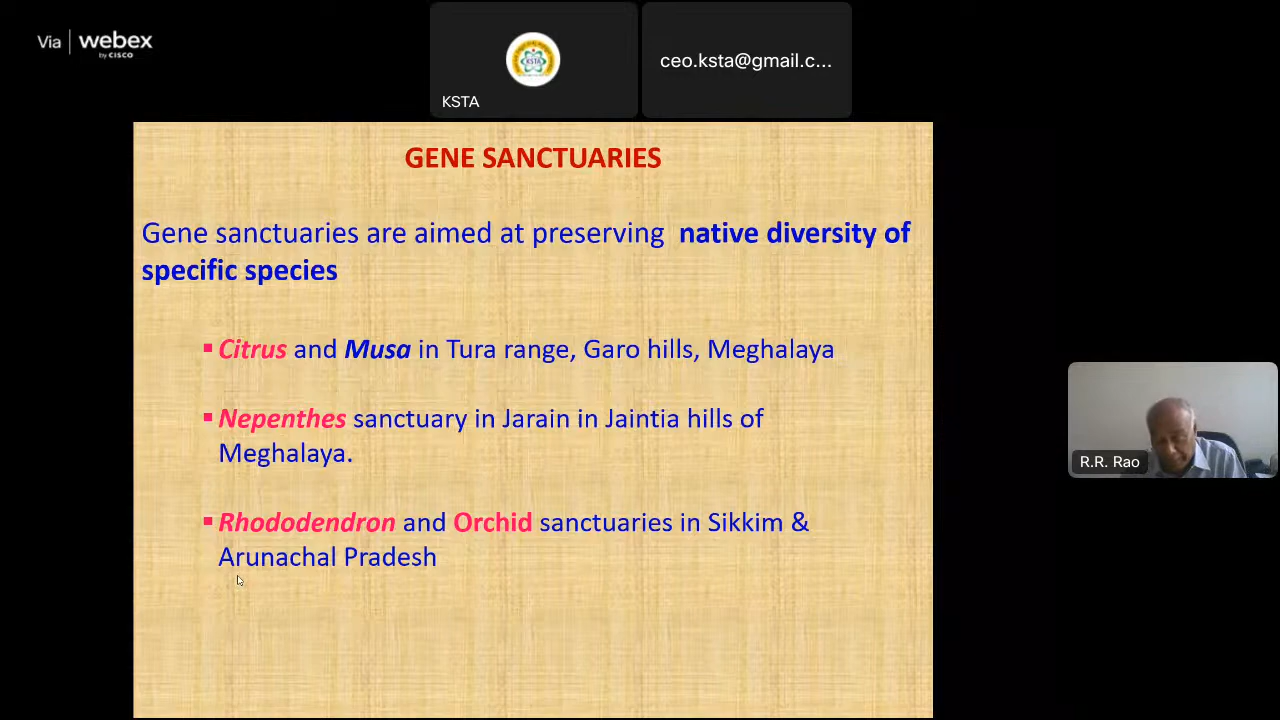 Via webex
by CISCO
KSTA
KSTA
ceo.ksta@gmail.c...
GENE SANCTUARIES
Gene sanctuaries are aimed at preserving native diversity of
specific species
Citrus and Musa in Tura range, Garo hills, Meghalaya
Nepenthes sanctuary in Jarain in Jaintia hills of
Meghalaya.
Rhododendron and Orchid sanctuaries in Sikkim &
Arunachal Pradesh
R.R. Rao